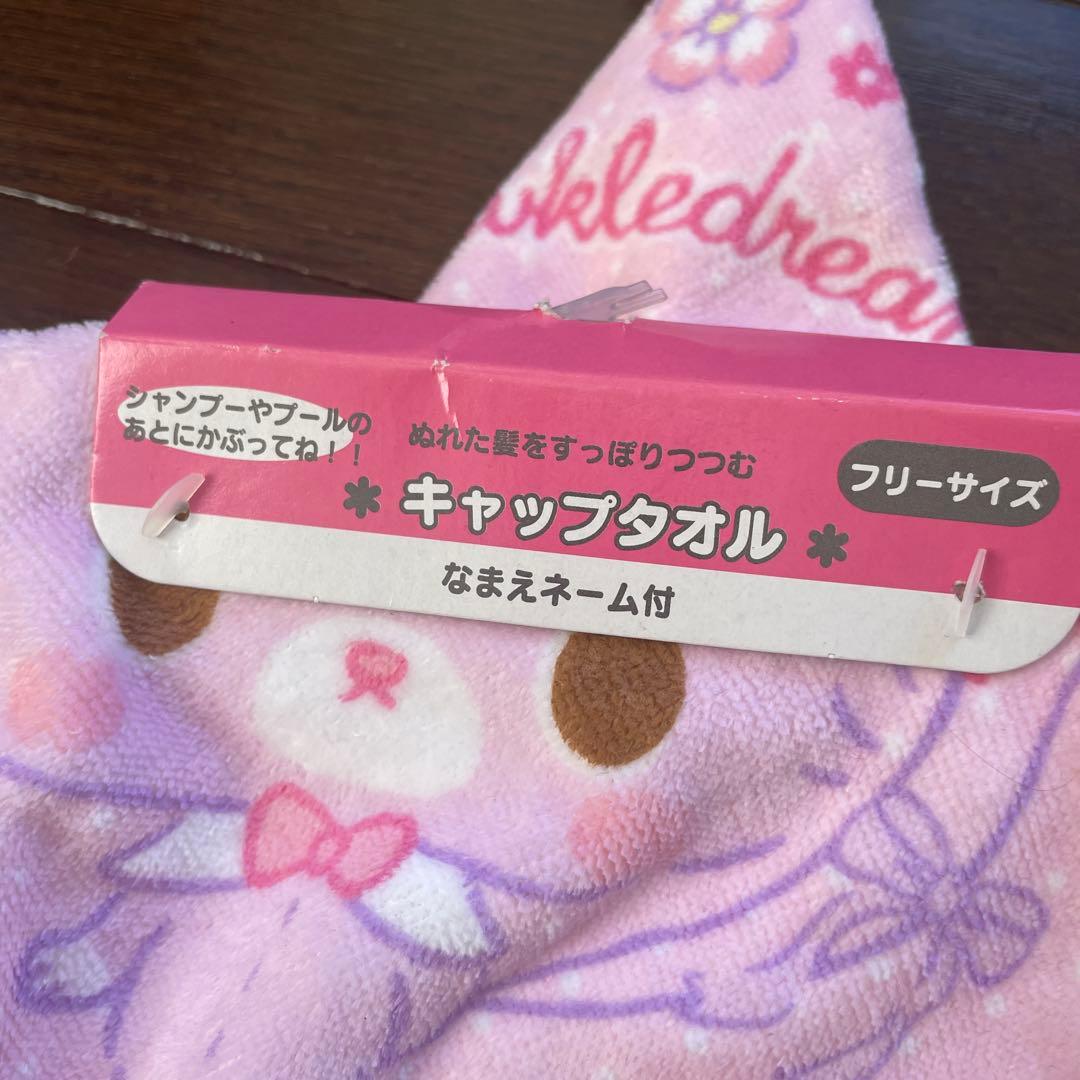 kledrea
シャンプーやプールの
あとにかぶってね！！
ぬれた髪をすっぽりつつむ
フリーサイズ
キャップタオル
なまえネーム付